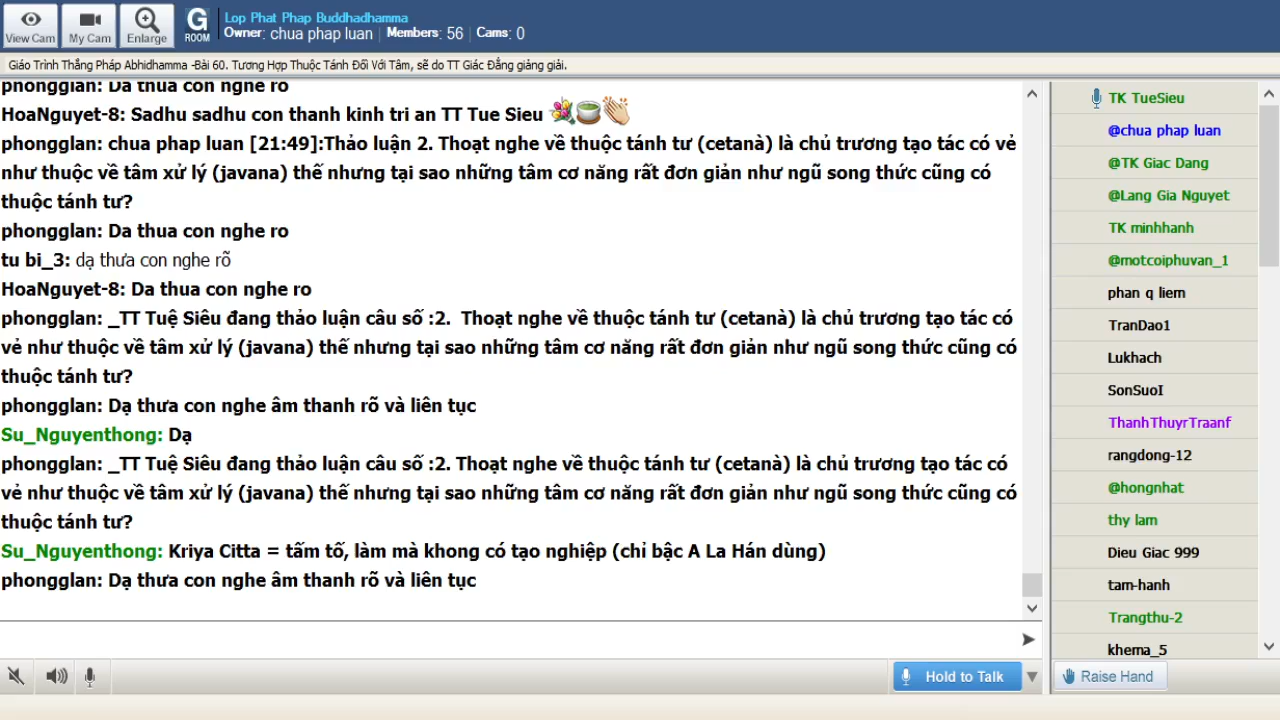 View Cam
My Cam
Enlarge
G
ROOM
Lop Phat Phap Buddhadhamma
Owner: chua phap luan | Members: 56 | Cams: 0
Giáo Trình Thắng Pháp Abhidhamma -Bài 60. Tương Hợp Thuộc Tánh Đối Với Tâm, sẽ do TT Giác Đẳng giảng giải.
phongglan: Da thua con nghe ro
HoaNguyet-8: Sadhu sadhu con thanh kinh tri an TT Tue Sieu
phongglan: chua phap luan [21:49]:Thảo luận 2. Thoạt nghe về thuộc tánh tư (cetanà) là chủ trương tạo tác có vẻ
như thuộc về tâm xử lý (javana) thế nhưng tại sao những tâm cơ năng rất đơn giản như ngũ song thức cũng có
thuộc tánh tư?
phongglan: Da thua con nghe ro
tu bi_3: dạ thưa con nghe rõ
HoaNguyet-8: Da thua con nghe ro
phongglan: _TT Tuệ Siêu đang thảo luận câu số :2.  Thoạt nghe về thuộc tánh tư (cetanà) là chủ trương tạo tác có
vẻ như thuộc về tâm xử lý (javana) thế nhưng tại sao những tâm cơ năng rất đơn giản như ngũ song thức cũng có
thuộc tánh tư?
phongglan: Dạ thưa con nghe âm thanh rõ và liên tục
Su_Nguyenthong: Dạ
phongglan: _TT Tuệ Siêu đang thảo luận câu số :2. Thoạt nghe về thuộc tánh tư (cetanà) là chủ trương tạo tác có
vẻ như thuộc về tâm xử lý (javana) thế nhưng tại sao những tâm cơ năng rất đơn giản như ngũ song thức cũng có
thuộc tánh tư?
Su_Nguyenthong: Kriya Citta = tấm tố, làm mà khong có tạo nghiệp (chỉ bậc A La Hán dùng)
phongglan: Dạ thưa con nghe âm thanh rõ và liên tục
TK TueSieu
@chua phap luan
@TK Giac Dang
@Lang Gia Nguyet
TK minhhanh
@motcoiphuvan_1
phan q liem
TranDao1
Lukhach
SonSuoI
ThanhThuyrTraanf
rangdong-12
@hongnhat
thy lam
Dieu Giac 999
tam-hanh
Trangthu-2
khema_5
Hold to Talk
Raise Hand